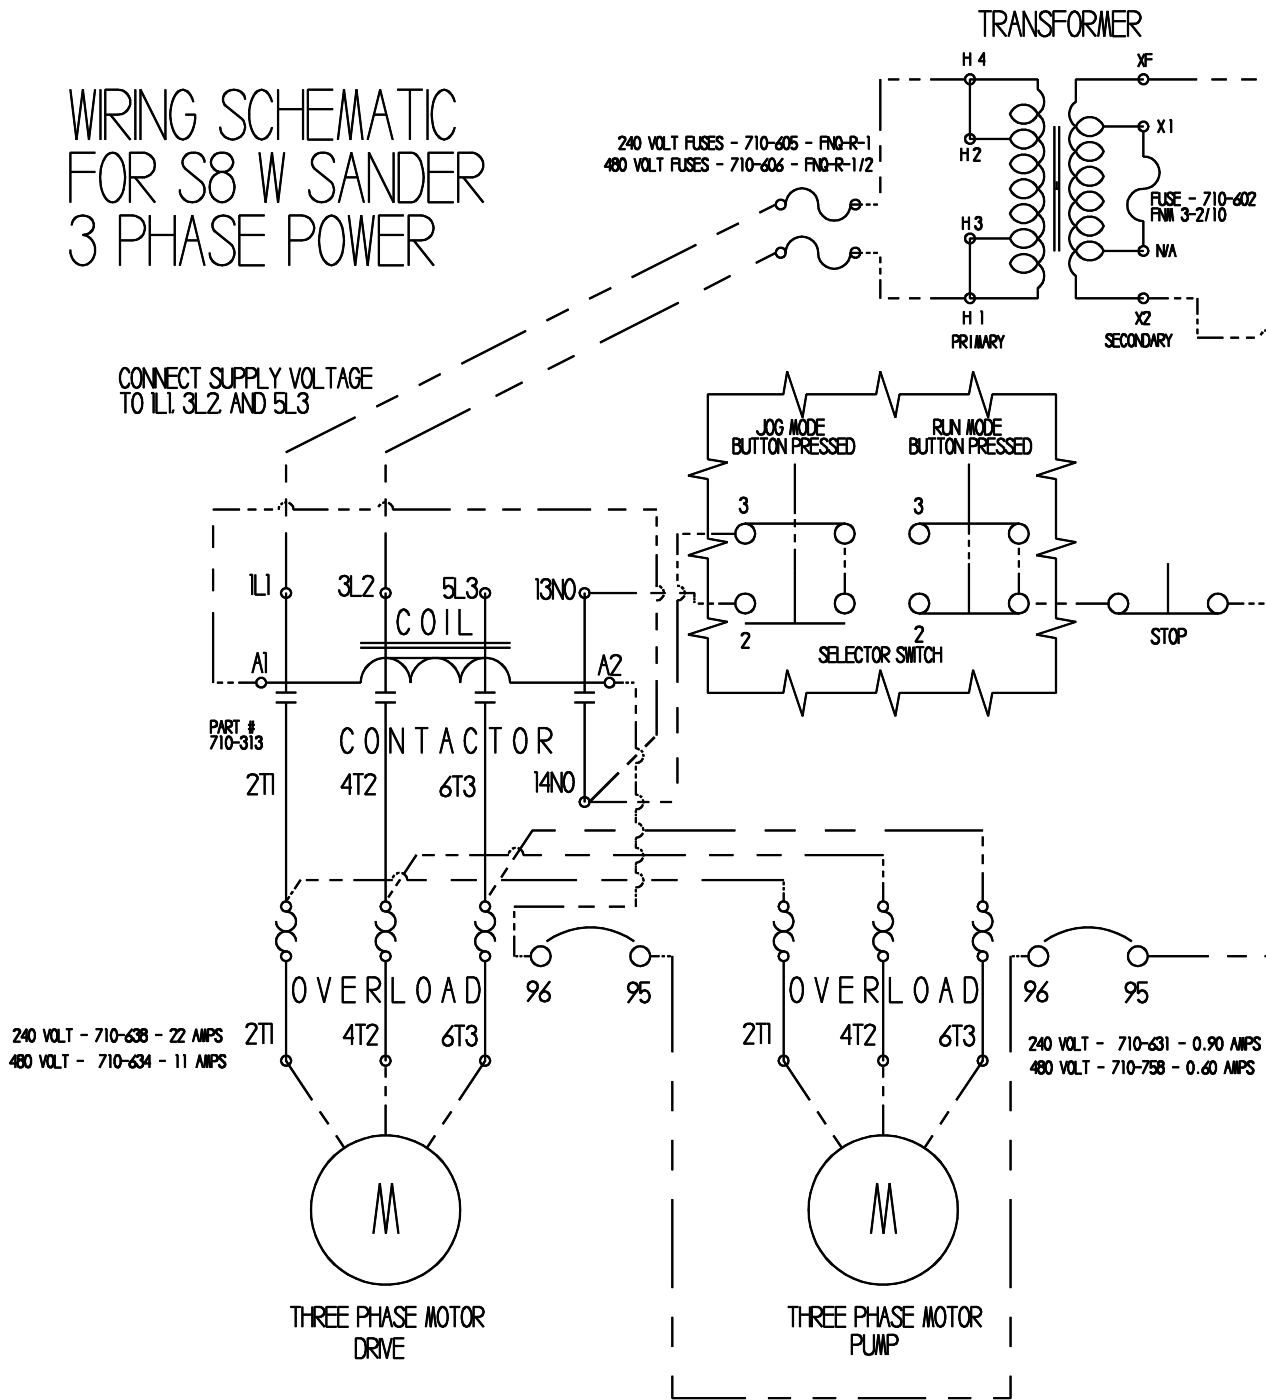 TRANSFORMER
WIRING SCHEMATIC
FOR S8 W SANDER
3 PHASE POWER
H 4
XF
240 VOLT FUSES - 710-605 - FNQ-R-1
480 VOLT FUSES - 710-606 - FNQ-R-1/2
H 2
X1
FUSE - 710-602
FNM 3-2/10
H 3
N/A
H 1
X2
PRIMARY
SECONDARY
CONNECT SUPPLY VOLTAGE
TO 1L1, 3L2, AND 5L3
JOG MODE
BUTTON PRESSED
RUN MODE
BUTTON PRESSED
3
3
1L1
3L2
5L3
13NO
COIL
2
2
STOP
SELECTOR SWITCH
A1
A2
PART #
710-313
CONTACTOR
2T1
4T2
6T3
14NO
OVERLOAD
96
95
OVERLOAD
96
95
2T1
4T2
6T3
2T1
4T2
6T3
240 VOLT - 710-638 - 22 AMPS
480 VOLT - 710-634 - 11 AMPS
240 VOLT - 710-631 - 0.90 AMPS
480 VOLT - 710-758 - 0.60 AMPS
M
M
THREE PHASE MOTOR
DRIVE
THREE PHASE MOTOR
PUMP